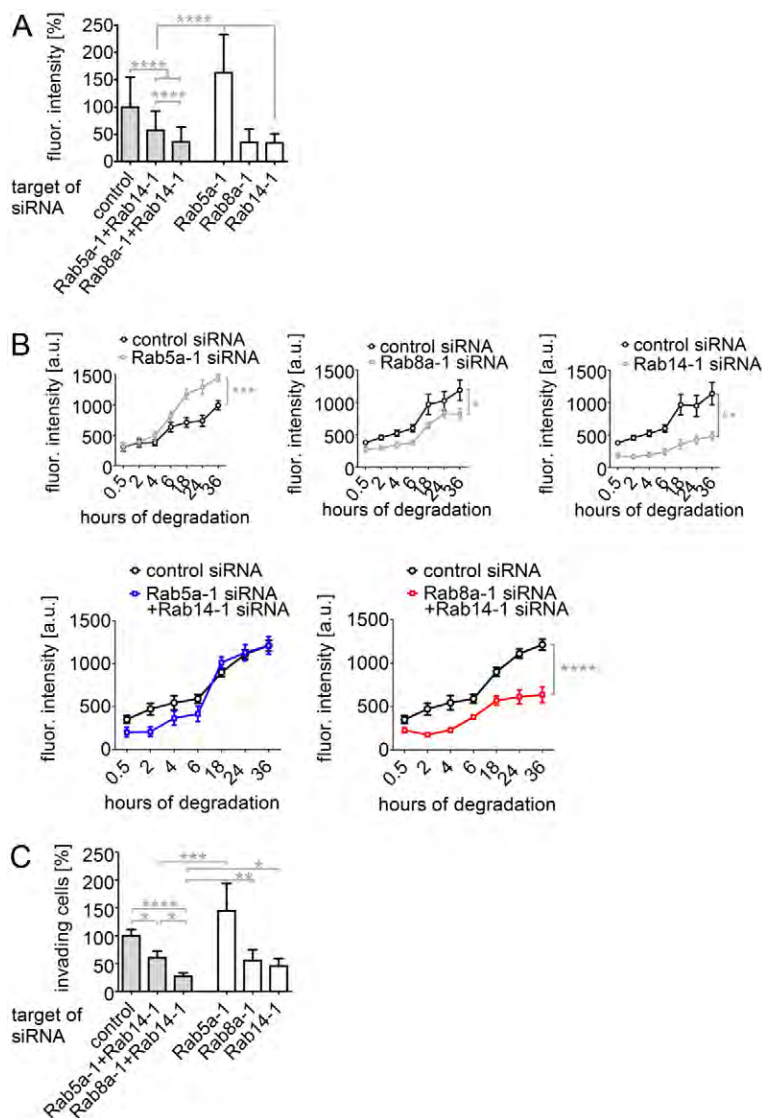 A
fluor. intensity [%]
250
200
150
100
50
0
****
****
****
target of
siRNA
control
Rab5a-1+Rab14-1
Rab8a-1+Rab14-1
Rab5a-1
Rab8a-1
Rab14-1
B
control siRNA
Rab5a-1 siRNA
fluor. intensity [a.u.]
1500
1000
500
0
***
0.5
2
4
6
18
24
36
hours of degradation
control siRNA
Rab8a-1 siRNA
fluor. intensity [a.u.]
1500
1000
500
0
*
0.5
2
4
6
18
24
36
hours of degradation
control siRNA
Rab14-1 siRNA
fluor. intensity [a.u.]
1500
1000
500
0
**
0.5
2
4
6
18
24
36
hours of degradation
control siRNA
Rab5a-1 siRNA
+Rab14-1 siRNA
fluor. intensity [a.u.]
1500
1000
500
0
0.5
2
4
6
18
24
36
hours of degradation
control siRNA
Rab8a-1 siRNA
+Rab14-1 siRNA
fluor. intensity [a.u.]
1500
1000
500
0
****
0.5
2
4
6
18
24
36
hours of degradation
C
invading cells [%]
250
200
150
100
50
0
***
*
**
****
*
*
target of
siRNA
control
Rab5a-1+Rab14-1
Rab8a-1+Rab14-1
Rab5a-1
Rab8a-1
Rab14-1